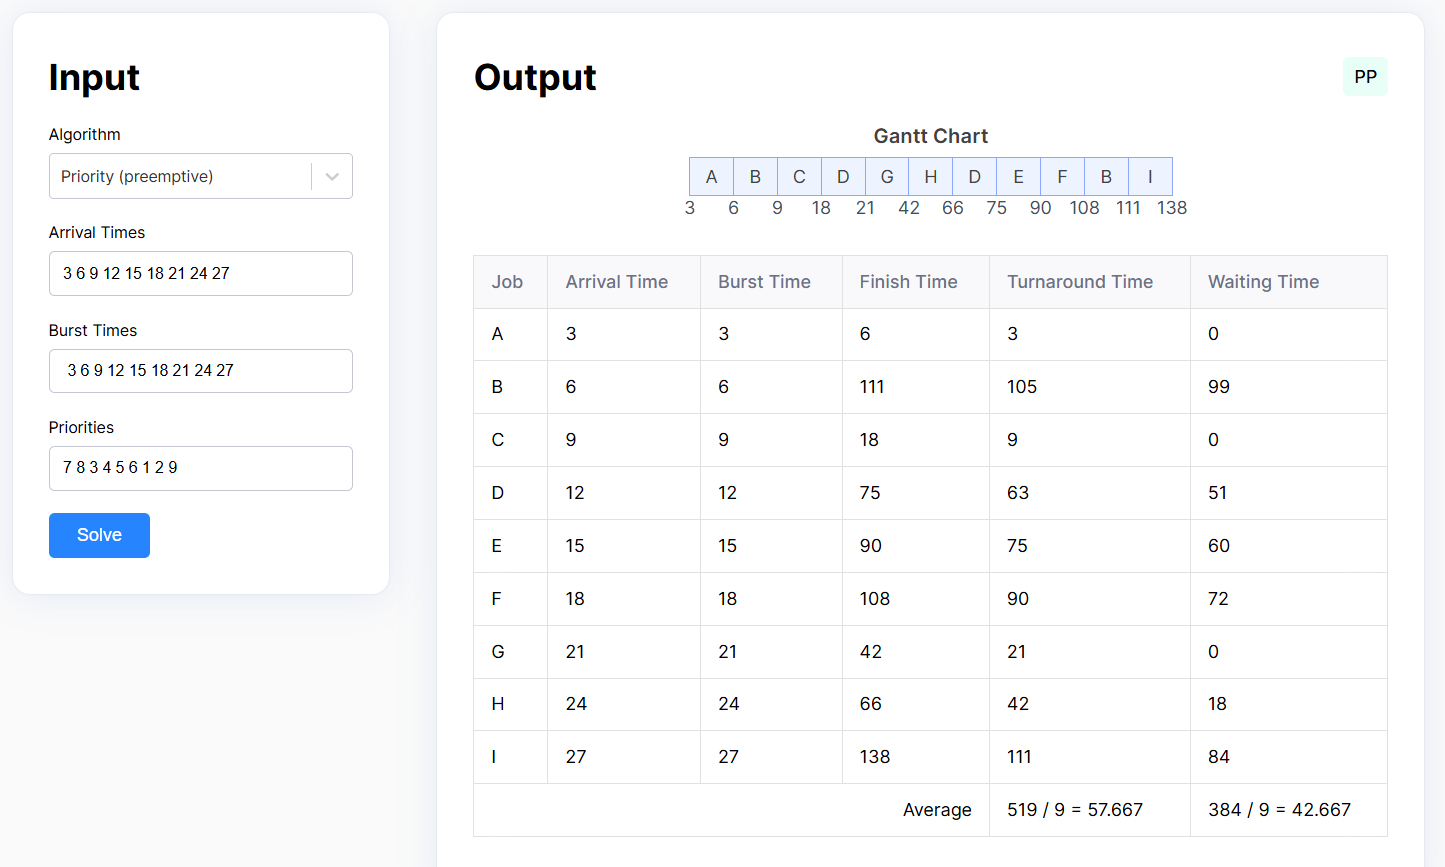 Input
Algorithm
Priority (preemptive)
Arrival Times
3 6 9 12 15 18 21 24 27
Burst Times
3 6 9 12 15 18 21 24 27
Priorities
7 8 3 4 5 6 1 2 9
Solve
Output
PP
Gantt Chart
A B C D G H D E F B I
3 6 9 18 21 42 66 75 90 108 111 138
Job Arrival Time Burst Time Finish Time Turnaround Time Waiting Time
A 3 3 6 3 0
B 6 6 111 105 99
C 9 9 18 9 0
D 12 12 75 63 51
E 15 15 90 75 60
F 18 18 108 90 72
G 21 21 42 21 0
H 24 24 66 42 18
I 27 27 138 111 84
Average 519 / 9 = 57.667 384 / 9 = 42.667